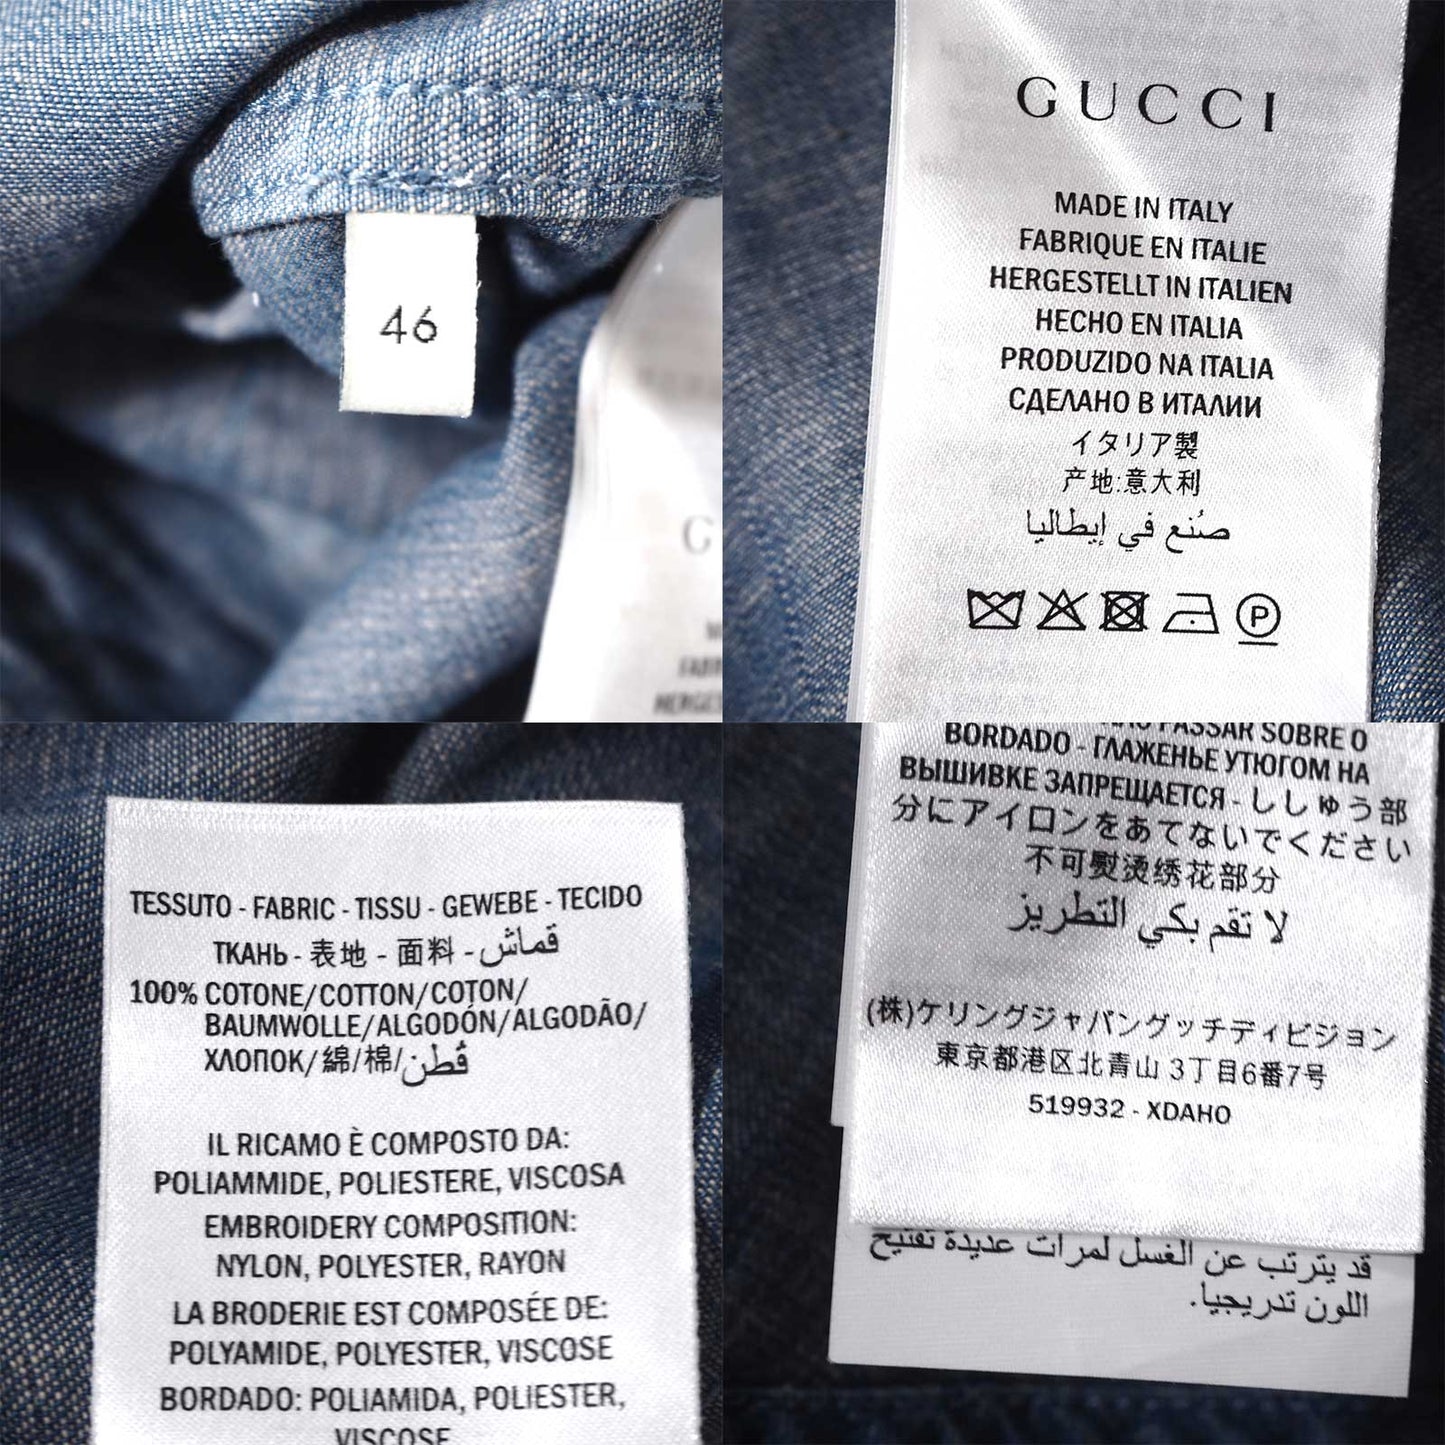 46
G
GUCCI
MADE IN ITALY
FABRIQUE EN ITALIE
HERGESTELLT IN ITALIEN
HECHO EN ITALIA
PRODUZIDO NA ITALIA
СДЕЛАНО В ИТАЛИИ
イタリア製
产地:意大利
صُنع في إيطاليا
P
TESSUTO - FABRIC - TISSU - GEWEBE - TECIDO
ТКАНЬ - 表地 - 面料 - قماش
100% COTONE/COTTON/COTON/
BAUMWOLLE/ALGODÓN/ALGODÃO/
ХЛОПОК/綿/棉/قُطن
IL RICAMO È COMPOSTO DA:
POLIAMMIDE, POLIESTERE, VISCOSA
EMBROIDERY COMPOSITION:
NYLON, POLYESTER, RAYON
LA BRODERIE EST COMPOSÉE DE:
POLYAMIDE, POLYESTER, VISCOSE
BORDADO: POLIAMIDA, POLIESTER,
VISCOSE
PASSAR SOBRE O
BORDADO - ГЛАЖЕНЬЕ УТЮГОМ НА
ВЫШИВКЕ ЗАПРЕЩАЕТСЯ - ししゅう部
分にアイロンをあてないでください
不可熨烫绣花部分
لا تقم بكي التطريز
(株)ケリングジャパングッチディビジョン
東京都港区北青山 3丁目6番7号
519932 - XDAHO
قد يترتب عن الغسل لمرات عديدة تفتيح
اللون تدريجيا.